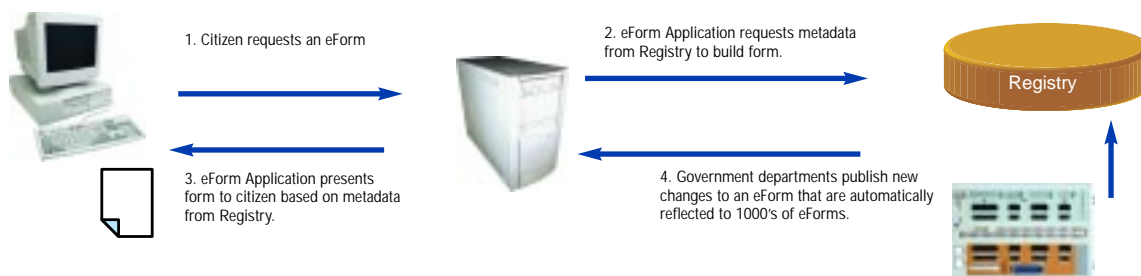 1. Citizen requests an eForm
2. eForm Application requests metadata
from Registry to build form.
Registry
3. eForm Application presents
form to citizen based on metadata
from Registry.
4. Government departments publish new
changes to an eForm that are automatically
reflected to 1000's of eForms.